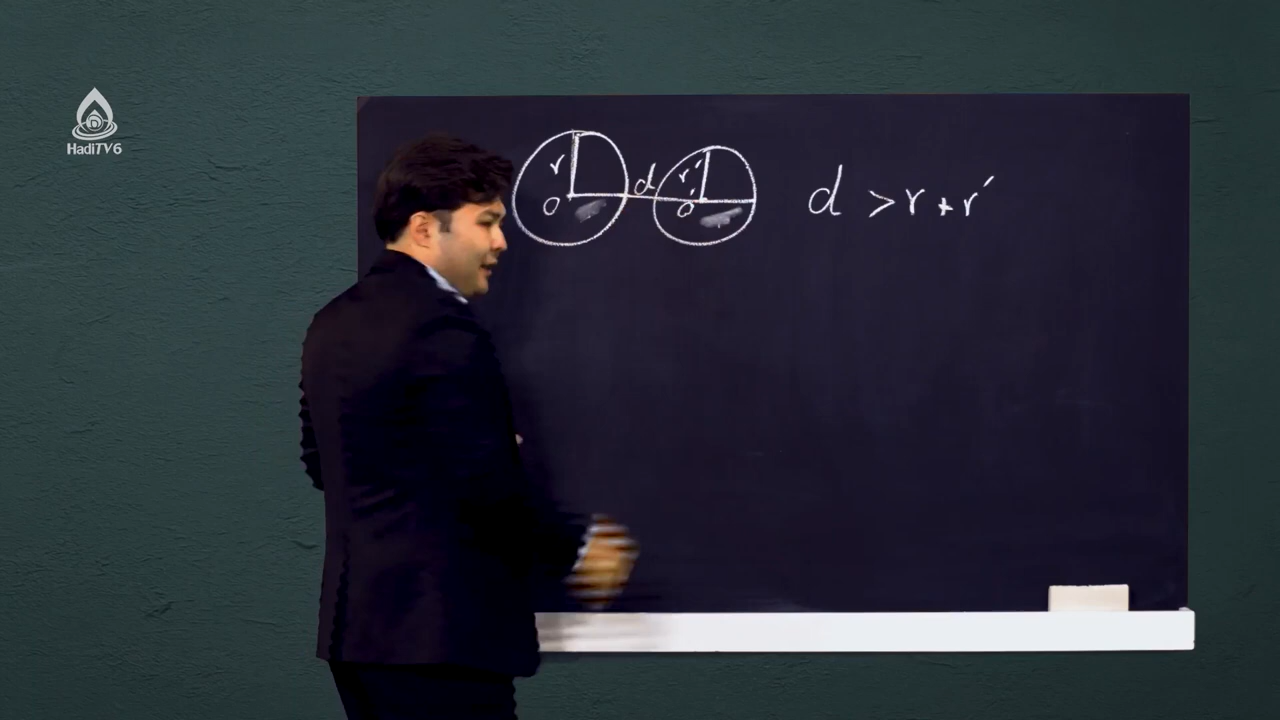 HadiTV6
r d r′
O O′
d > r + r′